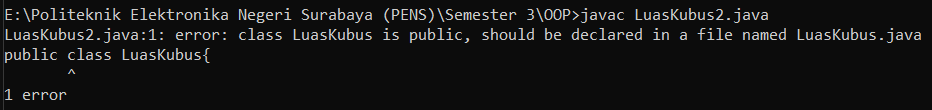 E:\Politeknik Elektronika Negeri Surabaya (PENS)\Semester 3\OOP>javac LuasKubus2.java
LuasKubus2.java:1: error: class LuasKubus is public, should be declared in a file named LuasKubus.java
public class LuasKubus{
       ^
1 error